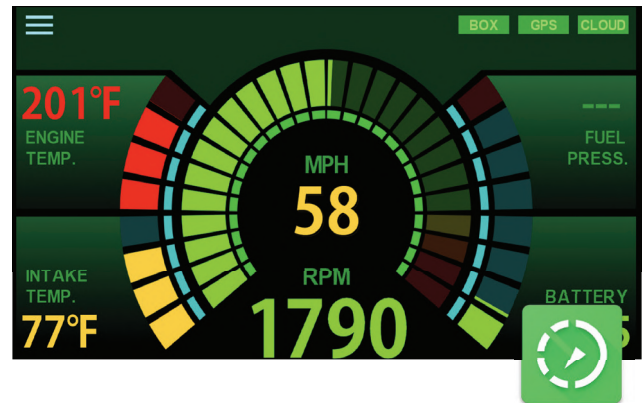 BOX GPS CLOUD
201°F
ENGINE
TEMP.
---
FUEL
PRESS.
MPH
58
INTAKE
TEMP.
77°F
RPM
1790
BATTERY